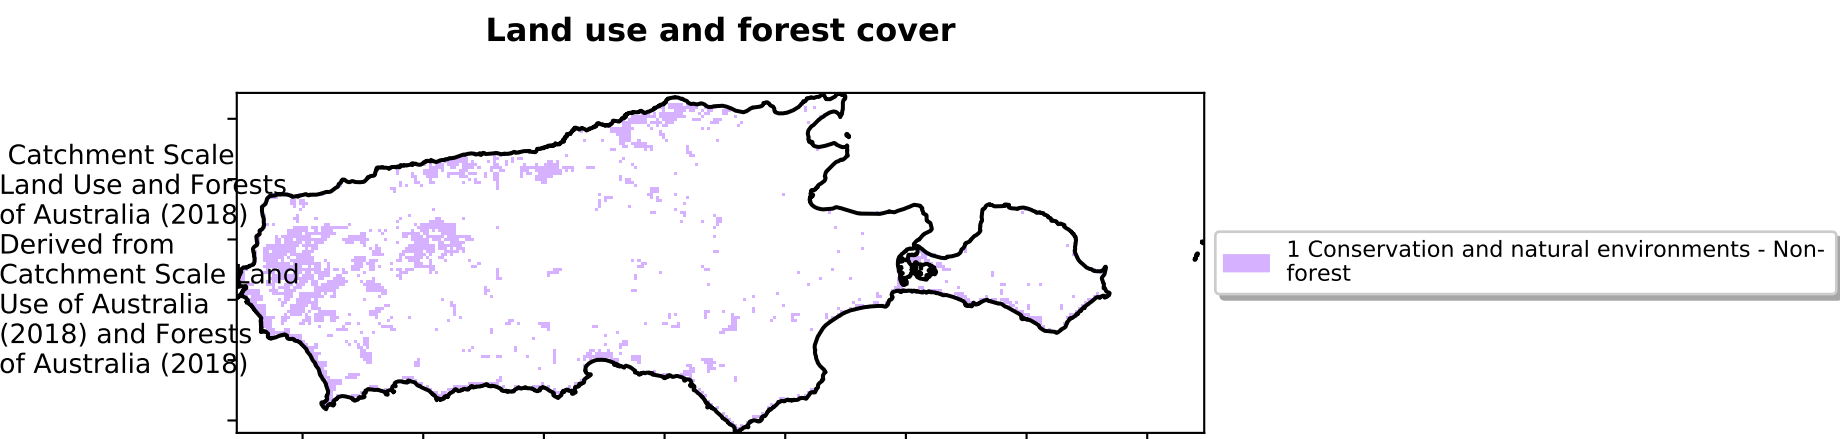 Land use and forest cover
Catchment Scale
Land Use and Forests
of Australia (2018)
Derived from
Catchment Scale Land
Use of Australia
(2018) and Forests
of Australia (2018)
1 Conservation and natural environments - Non-
forest